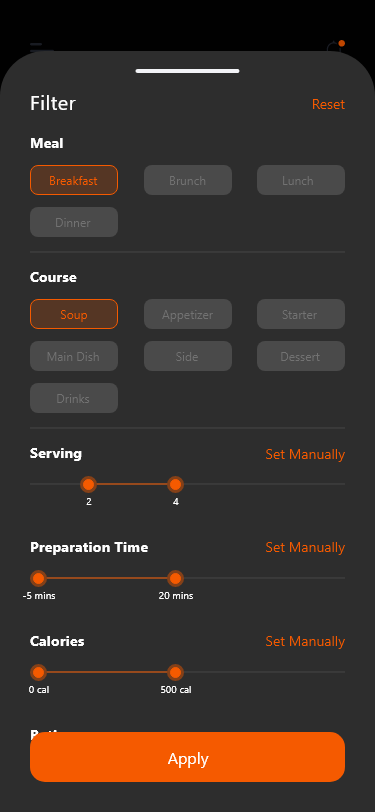 Filter
Reset
Meal
Breakfast
Brunch
Lunch
Dinner
Course
Soup
Appetizer
Starter
Main Dish
Side
Dessert
Drinks
Serving
Set Manually
2
4
Preparation Time
Set Manually
-5 mins
20 mins
Calories
Set Manually
0 cal
500 cal
Apply